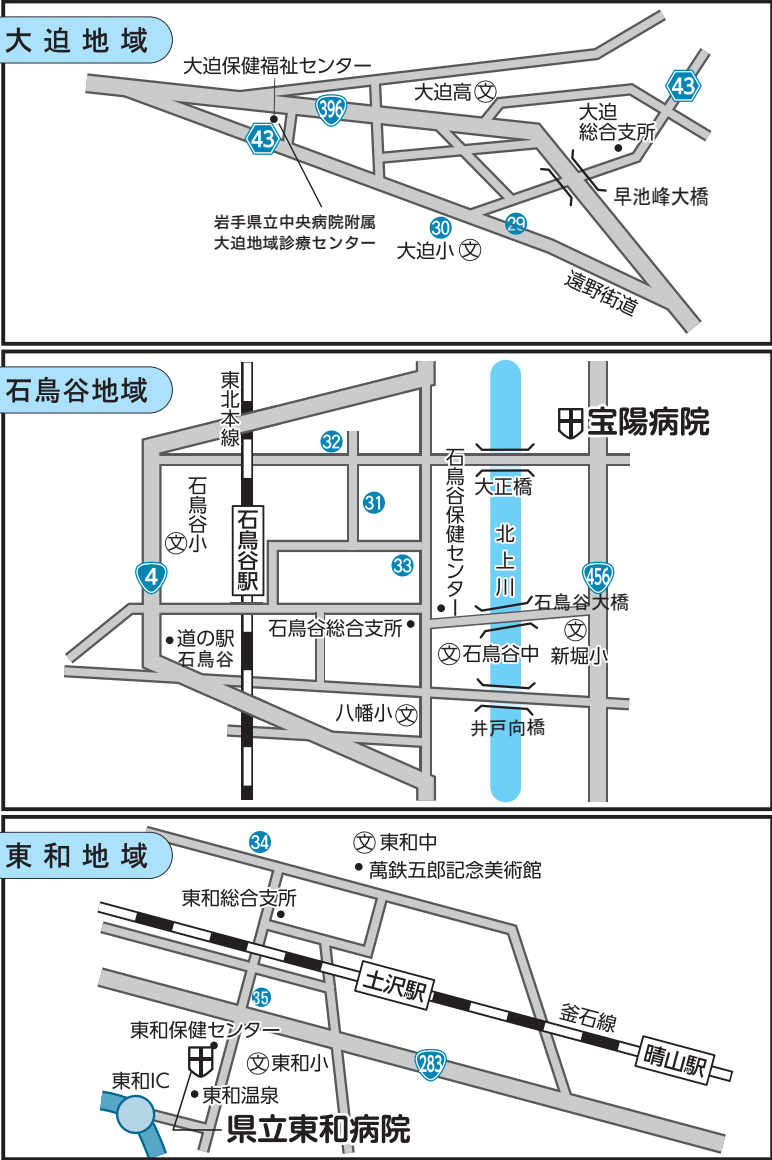 大迫地域
大迫保健福祉センター
396
43
大迫高 文
43
大迫
総合支所
早池峰大橋
岩手県立中央病院附属
大迫地域診療センター
30
29
大迫小 文
遠野街道
石鳥谷地域
東北本線
32
宝陽病院
石鳥谷小
文
31
石鳥谷保健センター
大正橋
石鳥谷駅
北上川
33
4
456
石鳥谷大橋
石鳥谷総合支所
道の駅
石鳥谷
文 石鳥谷中
文
新堀小
八幡小 文
井戸向橋
東和地域
34
文 東和中
萬鉄五郎記念美術館
東和総合支所
土沢駅
35
釜石線
東和保健センター
文 東和小
283
晴山駅
東和IC
東和温泉
県立東和病院